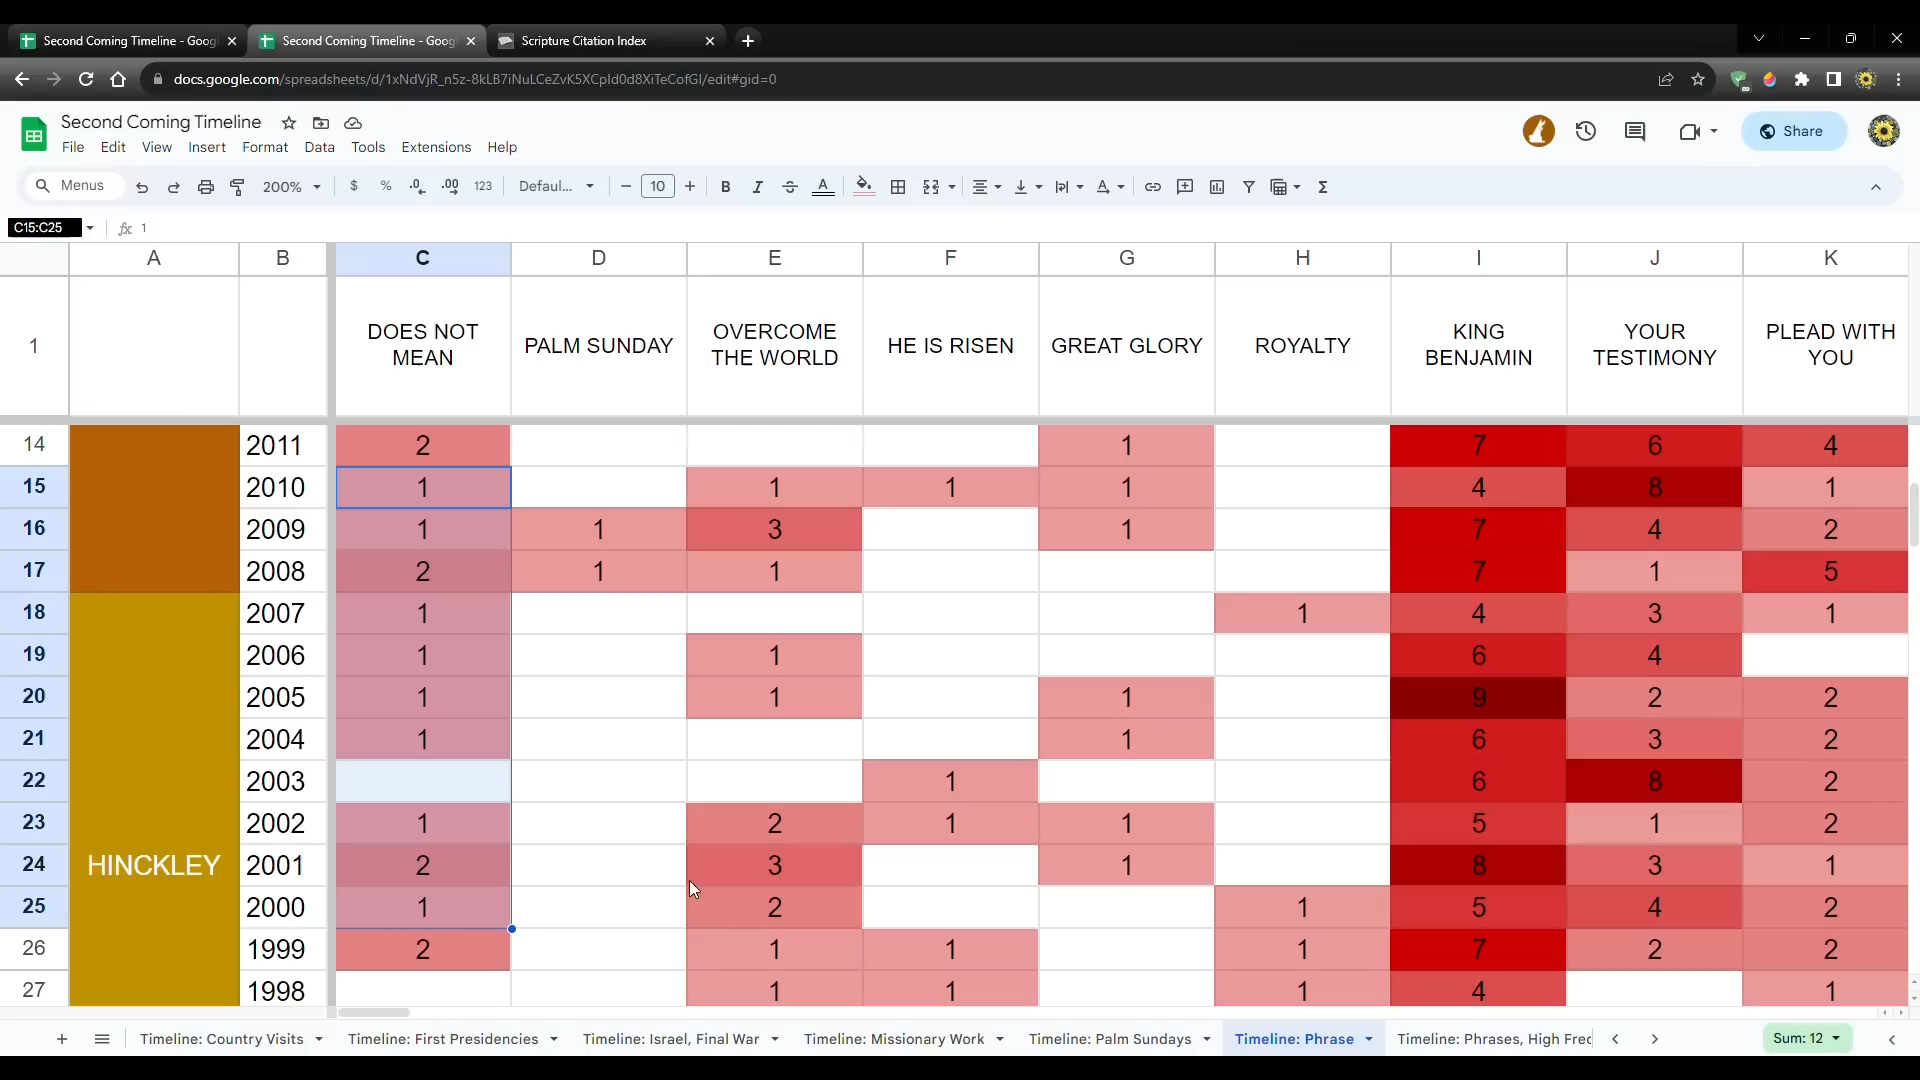 Second Coming Timeline - Goog
Second Coming Timeline - Goog
Scripture Citation Index
docs.google.com/spreadsheets/d/1xNdVjR_n5z-8kLB7iNuLCeZvK5XCpId0d8XiTeCofGI/edit#gid=0
Second Coming Timeline
File Edit View Insert Format Data Tools Extensions Help
Share
Menus 200% $ % .0 .00 123 Defaul... − 10 + B I S A Σ
C15:C25 fx 1
A B C D E F G H I J K
1 DOES NOT MEAN PALM SUNDAY OVERCOME THE WORLD HE IS RISEN GREAT GLORY ROYALTY KING BENJAMIN YOUR TESTIMONY PLEAD WITH YOU
14 2011 2 1 7 6 4
15 2010 1 1 1 1 4 8 1
16 2009 1 1 3 1 7 4 2
17 2008 2 1 1 7 1 5
18 2007 1 1 4 3 1
19 2006 1 1 6 4
20 2005 1 1 1 9 2 2
21 2004 1 1 6 3 2
22 2003 1 6 8 2
23 2002 1 2 1 1 5 1 2
24 HINCKLEY 2001 2 3 1 8 3 1
25 2000 1 2 1 5 4 2
26 1999 2 1 1 1 7 2 2
27 1998 1 1 1 4 1
Timeline: Country Visits Timeline: First Presidencies Timeline: Israel, Final War Timeline: Missionary Work Timeline: Palm Sundays Timeline: Phrase Timeline: Phrases, High Frec Sum: 12